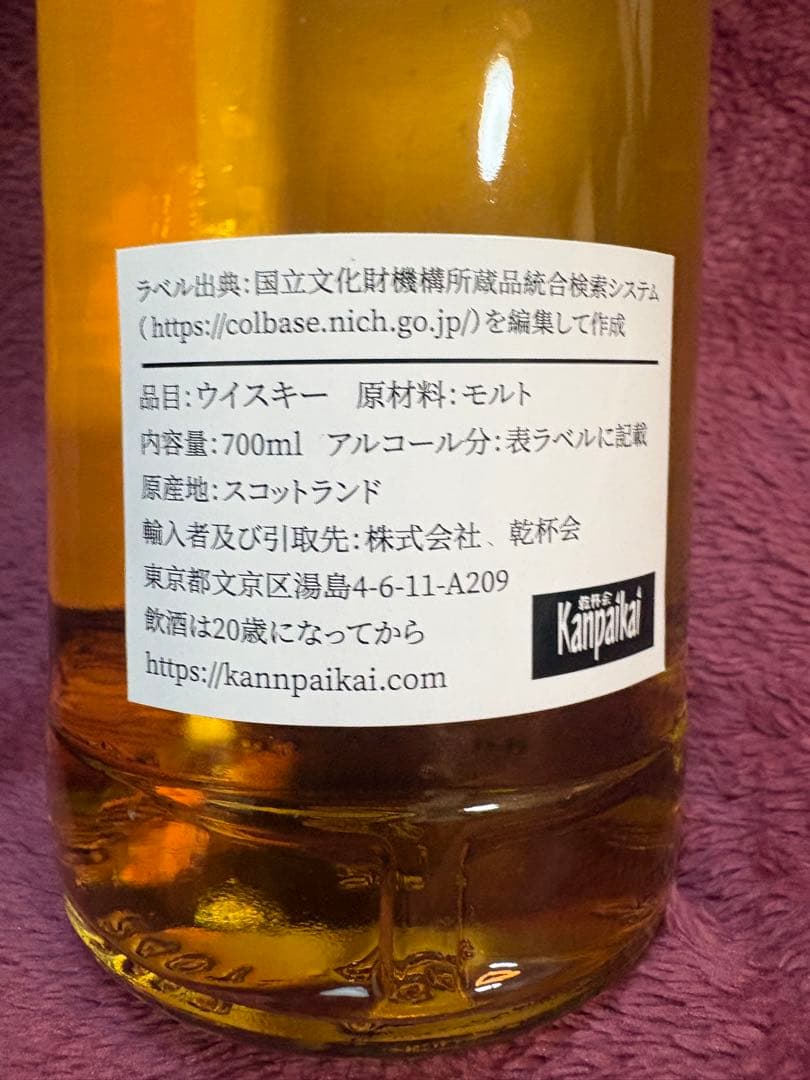 ラベル出典:国立文化財機構所蔵品統合検索システム
(https://colbase.nich.go.jp/)を編集して作成
品目:ウイスキー 原材料:モルト
内容量:700ml アルコール分:表ラベルに記載
原産地:スコットランド
輸入者及び引取先:株式会社、乾杯会
東京都文京区湯島4-6-11-A209
飲酒は20歳になってから
https://kannpaikai.com
乾杯会
Kanpaikai